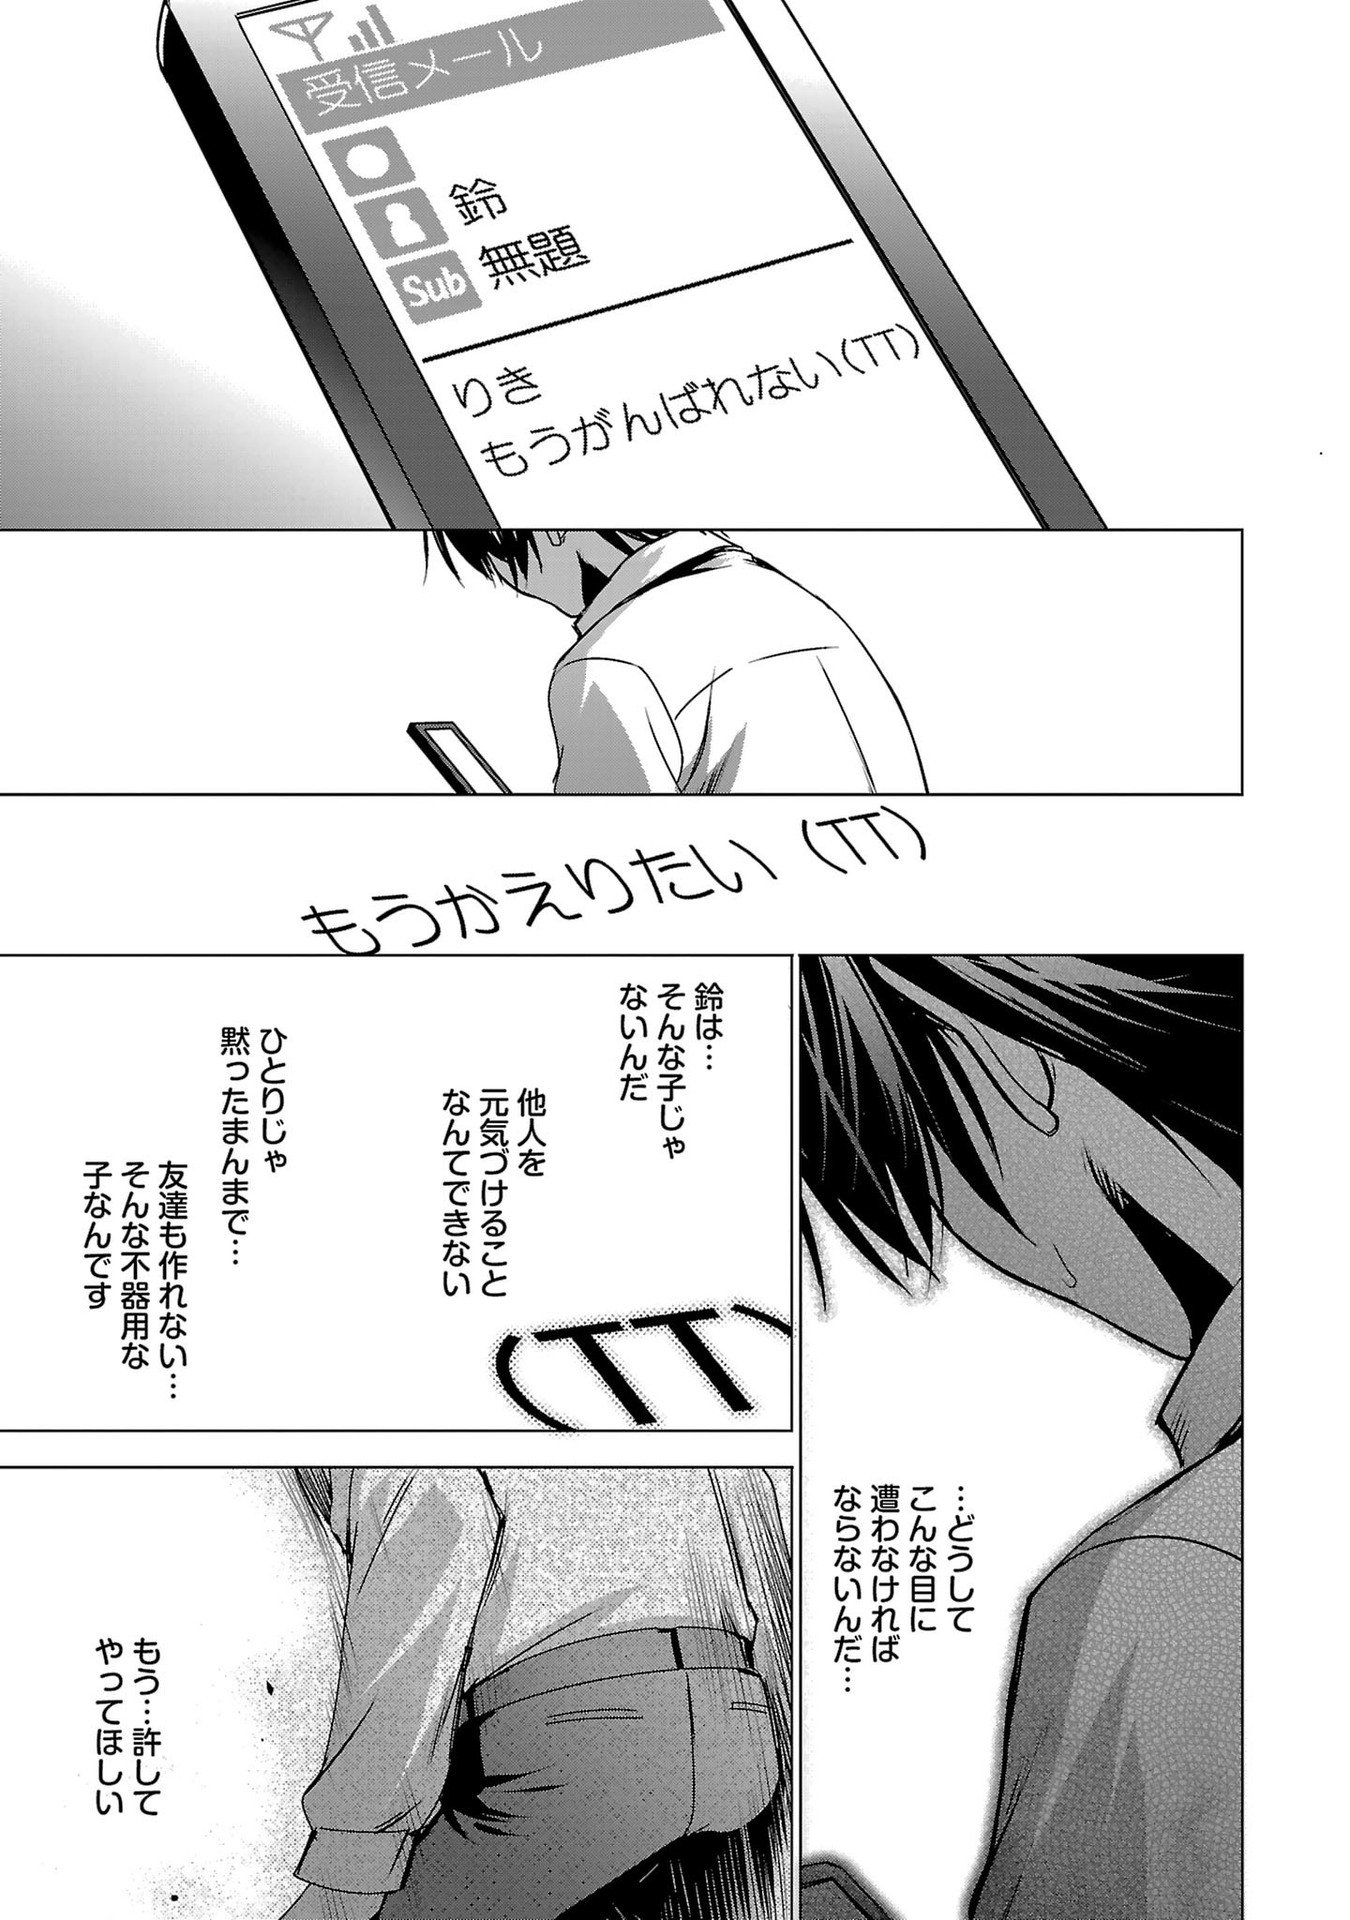 受信メール
鈴
Sub 無題
りき
もうがんばれない(TT)
もうかえりたい(TT)
…どうして
こんな目に
遭わなければ
ならないんだ…
鈴は…
そんな子じゃ
ないんだ
他人を
元気づけること
なんてできない
(TT)
ひとりじゃ
黙ったまんまで…
友達も作れない…
そんな不器用な
子なんです
もう…許して
やってほしい